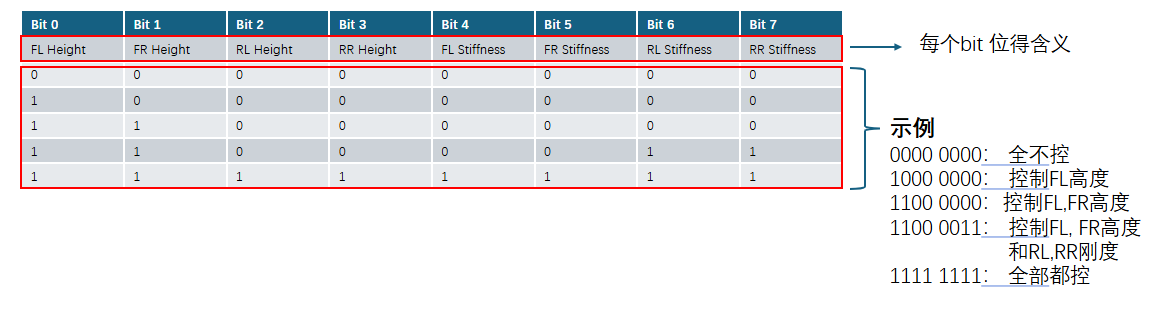 Bit 0 Bit 1 Bit 2 Bit 3 Bit 4 Bit 5 Bit 6 Bit 7
FL Height FR Height RL Height RR Height FL Stiffness FR Stiffness RL Stiffness RR Stiffness
0 0 0 0 0 0 0 0
1 0 0 0 0 0 0 0
1 1 0 0 0 0 0 0
1 1 0 0 0 0 1 1
1 1 1 1 1 1 1 1
每个bit 位得含义
示例
0000 0000： 全不控
1000 0000： 控制FL高度
1100 0000： 控制FL,FR高度
1100 0011： 控制FL, FR高度
和RL,RR刚度
1111 1111： 全部都控